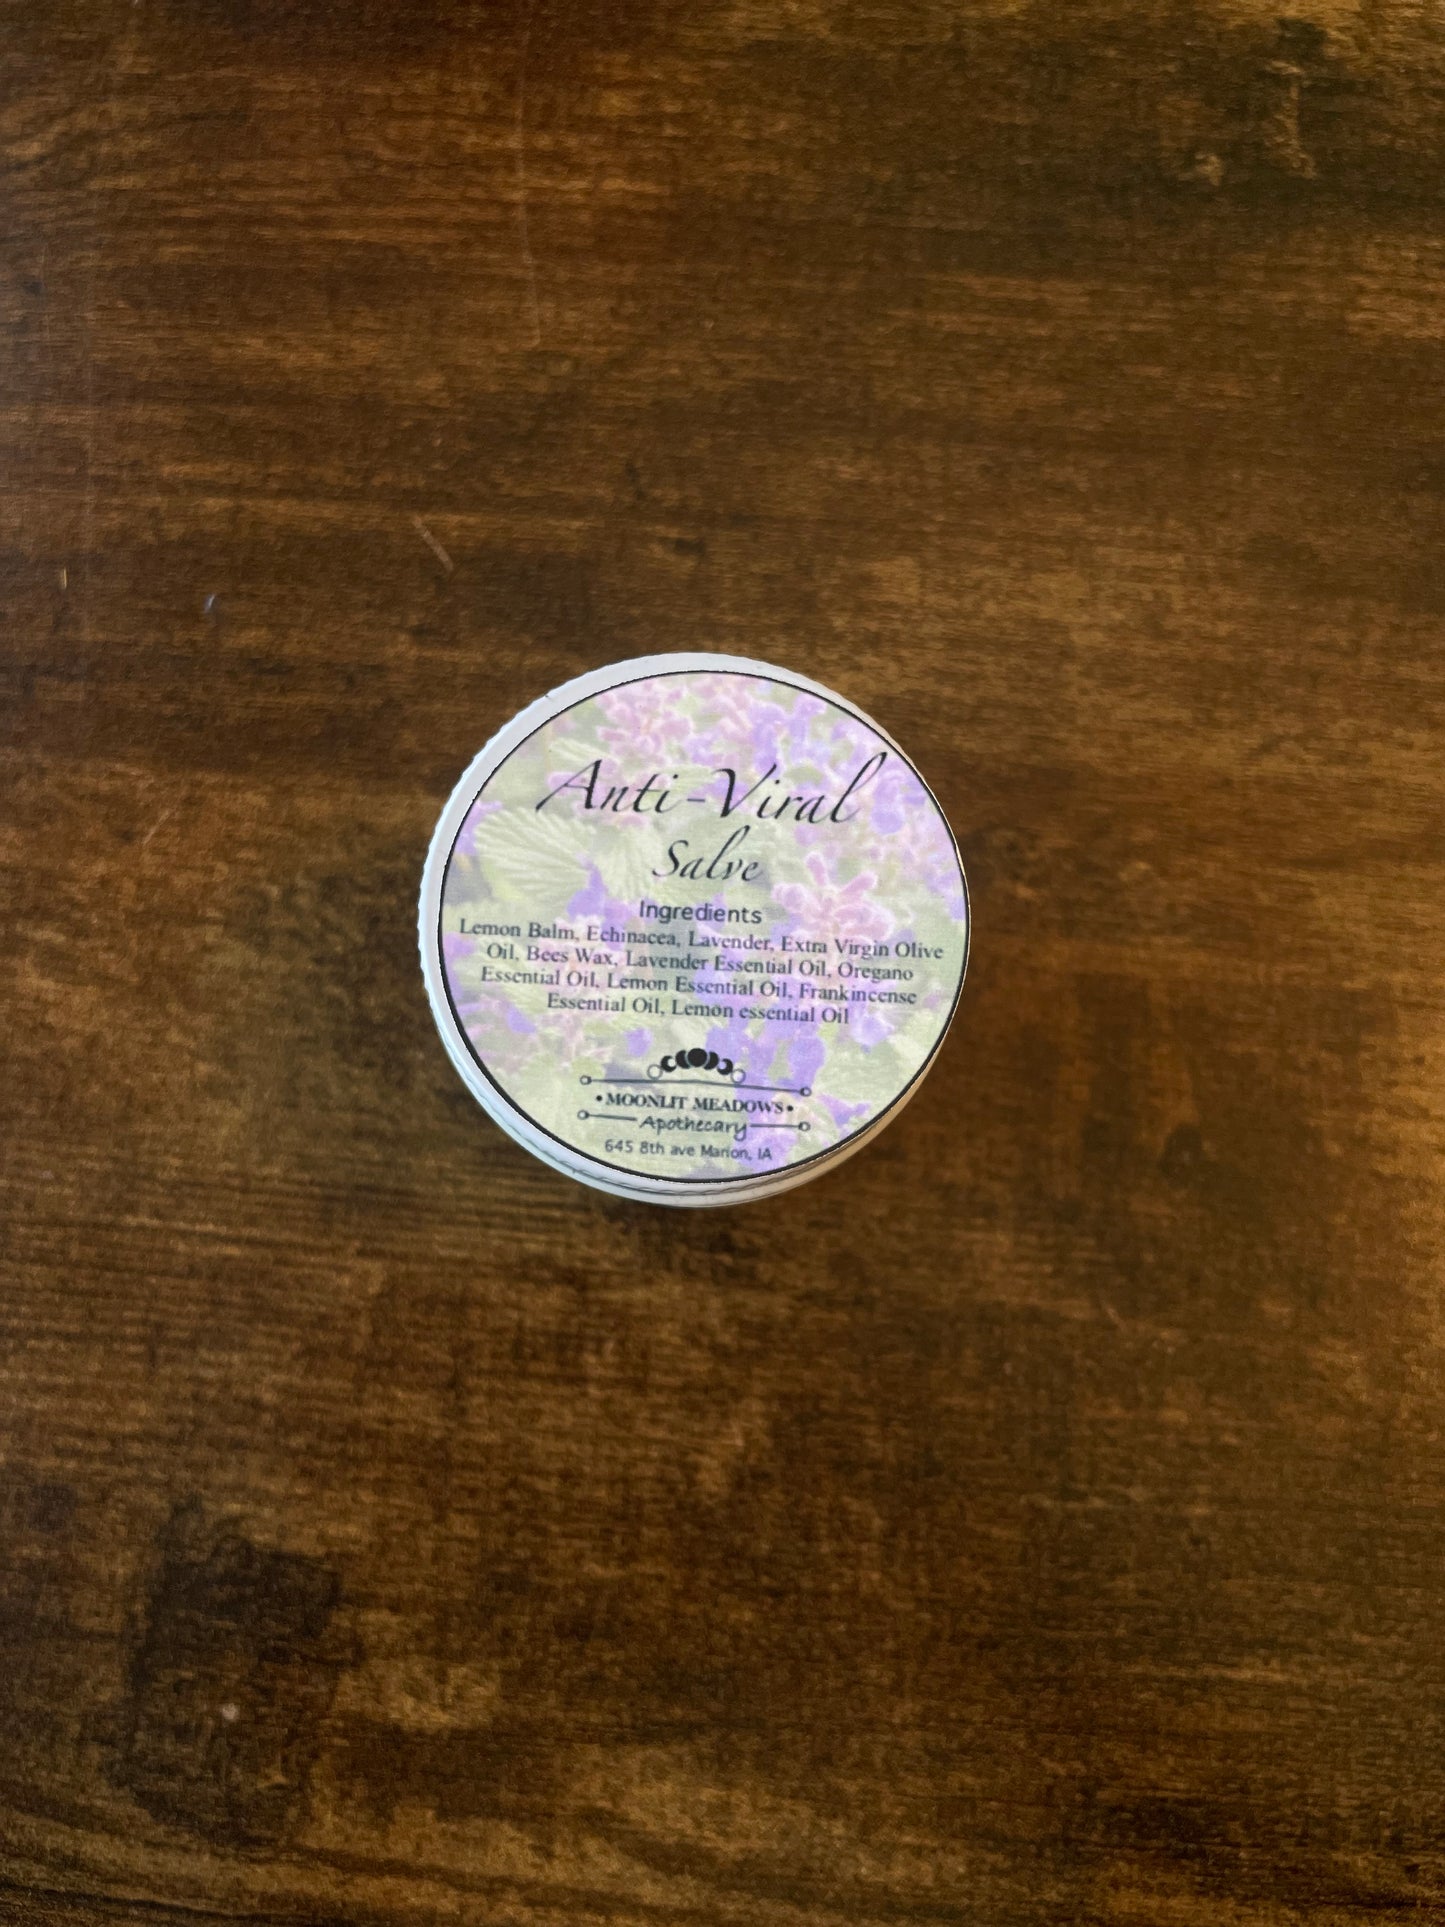 Anti-Viral
Salve
Ingredients
Lemon Balm, Echinacea, Lavender, Extra Virgin Olive
Oil, Bees Wax, Lavender Essential Oil, Oregano
Essential Oil, Lemon Essential Oil, Frankincense
Essential Oil, Lemon essential Oil
•MOONLIT MEADOWS•
Apothecary
645 8th ave Marion, IA